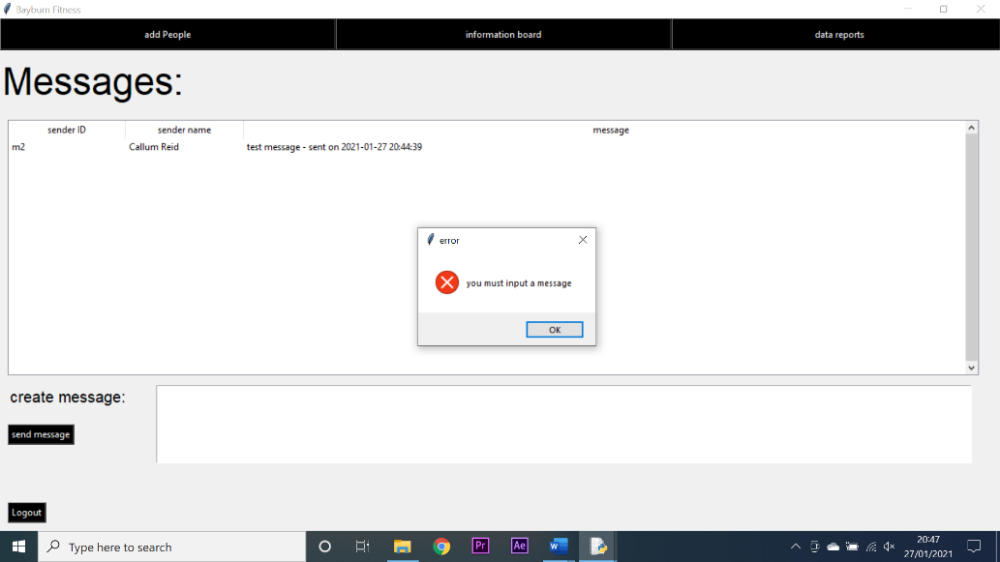 Bayburn Fitness
add People
information board
data reports
Messages:
sender ID
sender name
message
m2
Callum Reid
test message - sent on 2021-01-27 20:44:39
error
you must input a message
OK
create message:
send message
Logout
Type here to search
Pr
Ae
W
20:47
27/01/2021